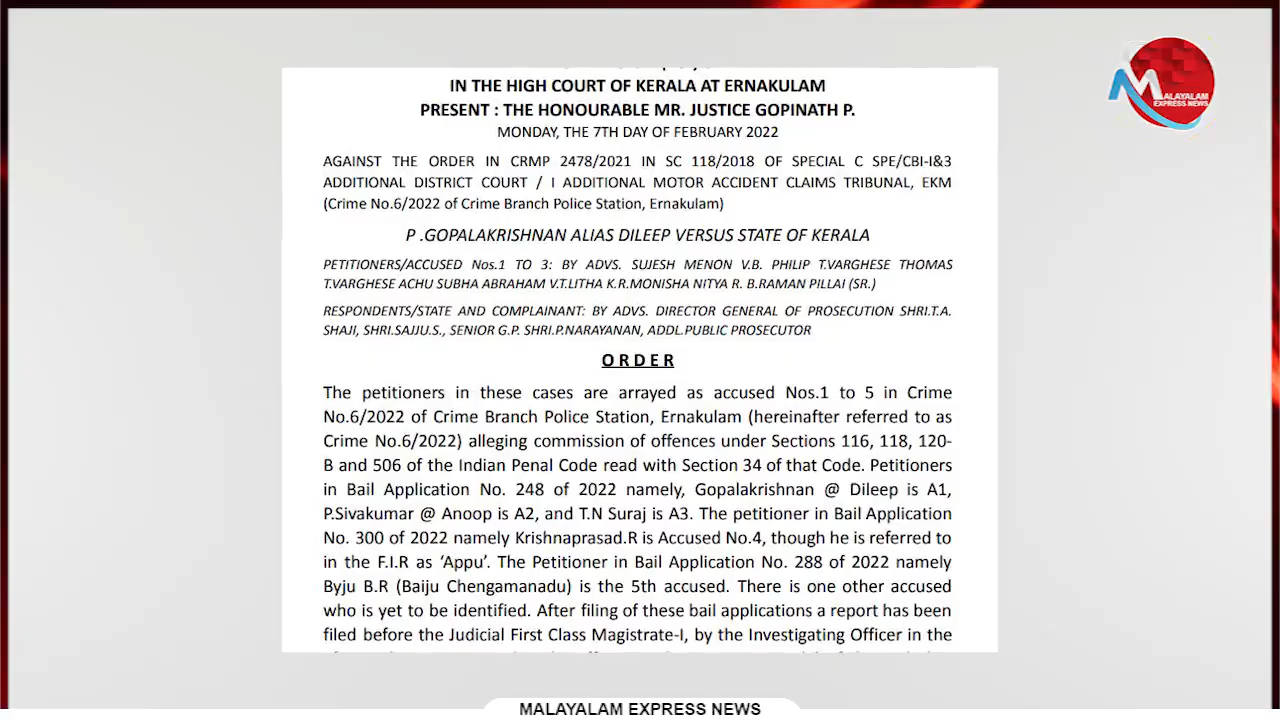 IN THE HIGH COURT OF KERALA AT ERNAKULAM
PRESENT : THE HONOURABLE MR. JUSTICE GOPINATH P.
MONDAY, THE 7TH DAY OF FEBRUARY 2022
AGAINST THE ORDER IN CRMP 2478/2021 IN SC 118/2018 OF SPECIAL C SPE/CBI-I&3
ADDITIONAL DISTRICT COURT / I ADDITIONAL MOTOR ACCIDENT CLAIMS TRIBUNAL, EKM
(Crime No.6/2022 of Crime Branch Police Station, Ernakulam)
P .GOPALAKRISHNAN ALIAS DILEEP VERSUS STATE OF KERALA
PETITIONERS/ACCUSED Nos.1 TO 3: BY ADVS. SUJESH MENON V.B. PHILIP T.VARGHESE THOMAS
T.VARGHESE ACHU SUBHA ABRAHAM V.T.LITHA K.R.MONISHA NITYA R. B.RAMAN PILLAI (SR.)
RESPONDENTS/STATE AND COMPLAINANT: BY ADVS. DIRECTOR GENERAL OF PROSECUTION SHRI.T.A.
SHAJI, SHRI.SAJJU.S., SENIOR G.P. SHRI.P.NARAYANAN, ADDL.PUBLIC PROSECUTOR
ORDER
The petitioners in these cases are arrayed as accused Nos.1 to 5 in Crime
No.6/2022 of Crime Branch Police Station, Ernakulam (hereinafter referred to as
Crime No.6/2022) alleging commission of offences under Sections 116, 118, 120-
B and 506 of the Indian Penal Code read with Section 34 of that Code. Petitioners
in Bail Application No. 248 of 2022 namely, Gopalakrishnan @ Dileep is A1,
P.Sivakumar @ Anoop is A2, and T.N Suraj is A3. The petitioner in Bail Application
No. 300 of 2022 namely Krishnaprasad.R is Accused No.4, though he is referred to
in the F.I.R as ‘Appu’. The Petitioner in Bail Application No. 288 of 2022 namely
Byju B.R (Baiju Chengamanadu) is the 5th accused. There is one other accused
who is yet to be identified. After filing of these bail applications a report has been
filed before the Judicial First Class Magistrate-I, by the Investigating Officer in the
MALAYALAM
EXPRESS NEWS
MALAYALAM EXPRESS NEWS